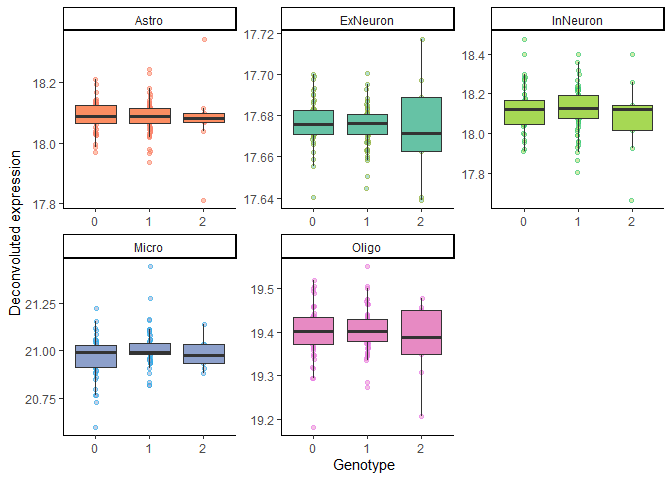 Astro
ExNeuron
InNeuron
18.2
18.0
17.8
17.72
17.70
17.68
17.66
17.64
18.4
18.2
18.0
17.8
0 1 2
0 1 2
0 1 2
Deconvoluted expression
Micro
Oligo
21.25
21.00
20.75
19.5
19.4
19.3
19.2
0 1 2
0 1 2
Genotype